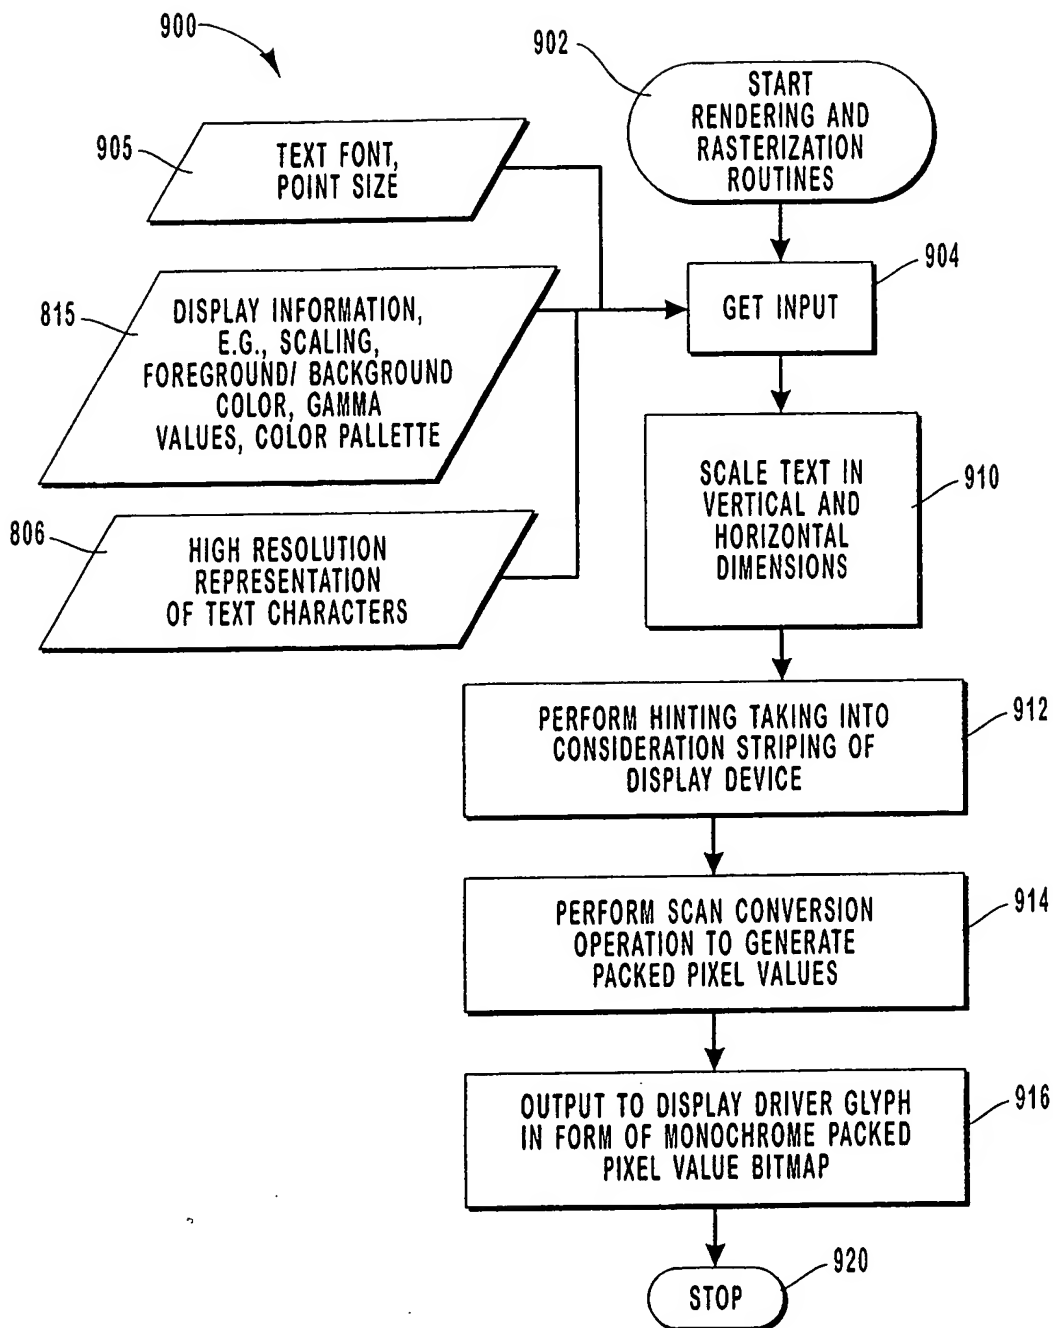 900
902
START
RENDERING AND
RASTERIZATION
ROUTINES
905
TEXT FONT,
POINT SIZE
904
GET INPUT
815
DISPLAY INFORMATION,
E.G., SCALING,
FOREGROUND/ BACKGROUND
COLOR, GAMMA
VALUES, COLOR PALLETTE
910
SCALE TEXT IN
VERTICAL AND
HORIZONTAL
DIMENSIONS
806
HIGH RESOLUTION
REPRESENTATION
OF TEXT CHARACTERS
912
PERFORM HINTING TAKING INTO
CONSIDERATION STRIPING OF
DISPLAY DEVICE
914
PERFORM SCAN CONVERSION
OPERATION TO GENERATE
PACKED PIXEL VALUES
916
OUTPUT TO DISPLAY DRIVER GLYPH
IN FORM OF MONOCHROME PACKED
PIXEL VALUE BITMAP
920
STOP